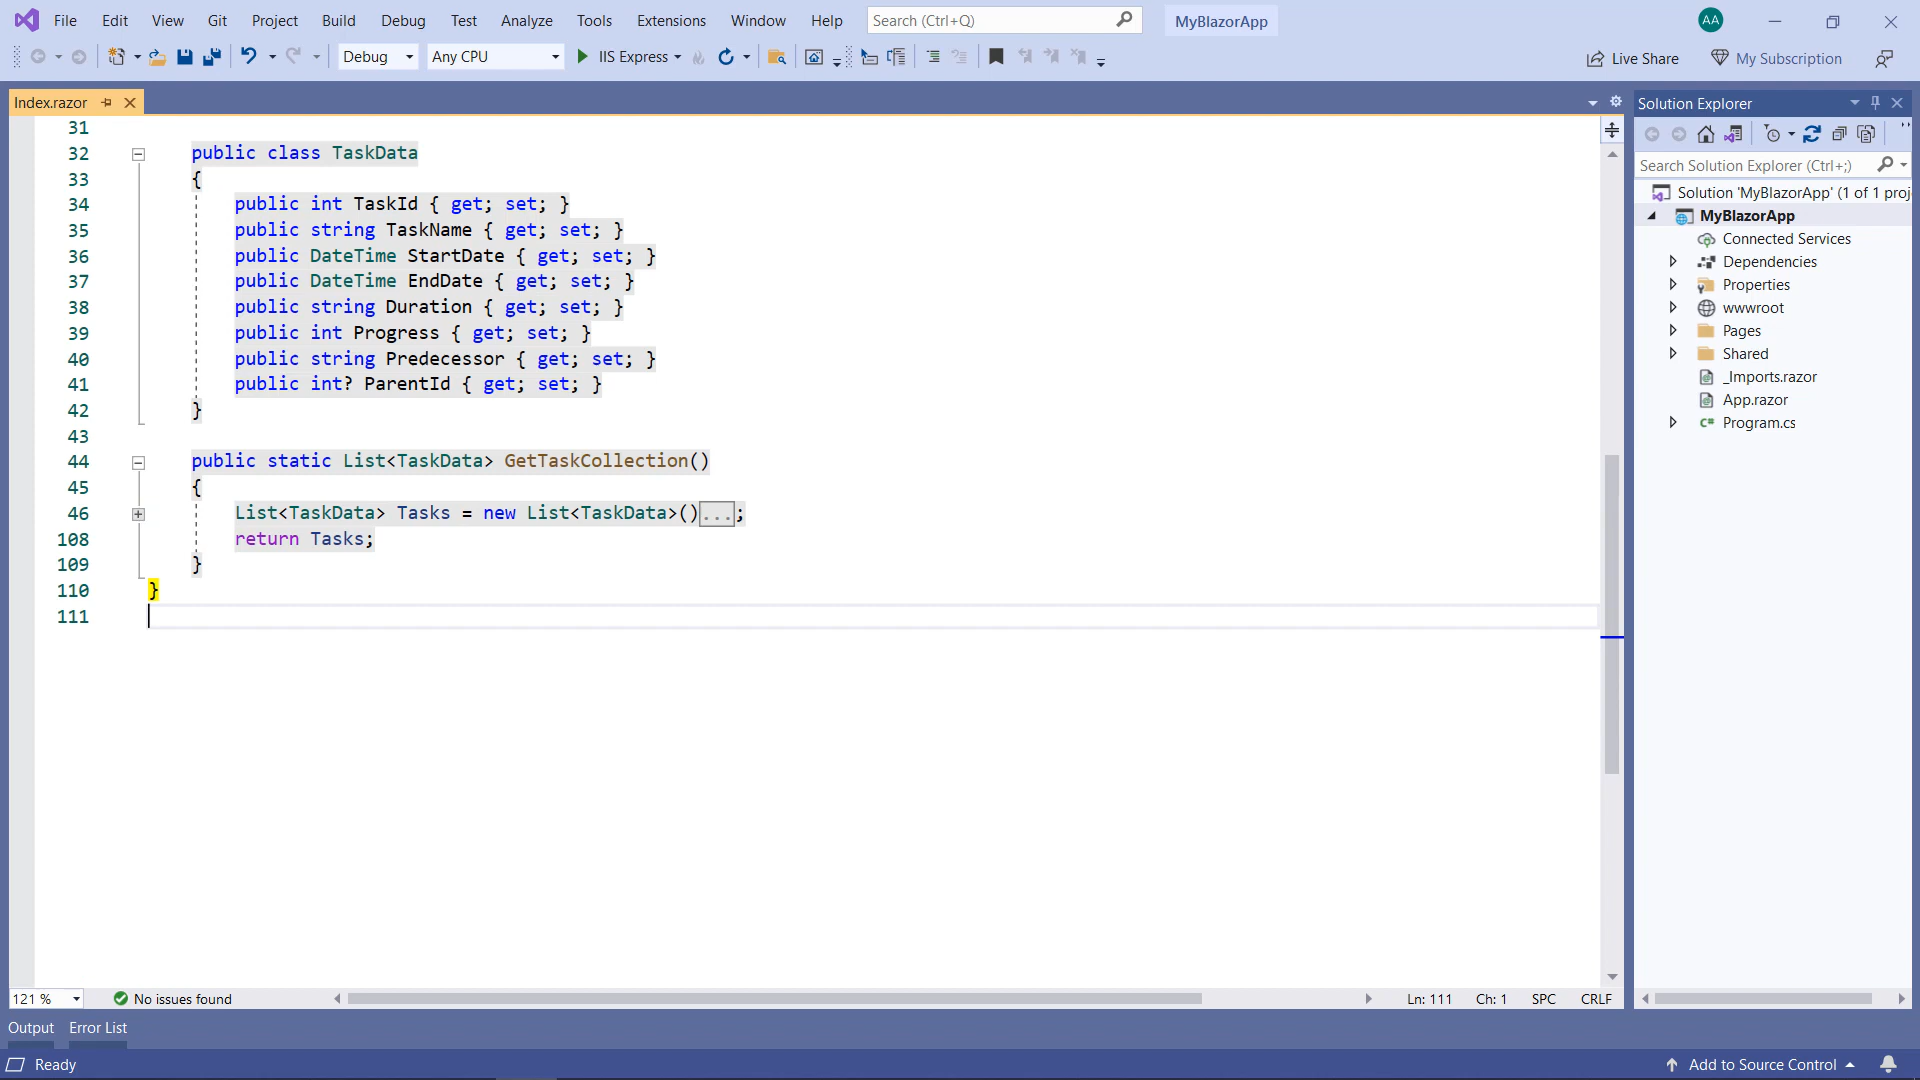 File Edit View Git Project Build Debug Test Analyze Tools Extensions Window Help Search (Ctrl+Q) MyBlazorApp AA
Debug Any CPU IIS Express Live Share My Subscription
Index.razor
31
32 public class TaskData
33 {
34 public int TaskId { get; set; }
35 public string TaskName { get; set; }
36 public DateTime StartDate { get; set; }
37 public DateTime EndDate { get; set; }
38 public string Duration { get; set; }
39 public int Progress { get; set; }
40 public string Predecessor { get; set; }
41 public int? ParentId { get; set; }
42 }
43
44 public static List<TaskData> GetTaskCollection()
45 {
46 List<TaskData> Tasks = new List<TaskData>()...;
108 return Tasks;
109 }
110 }
111
Solution Explorer
Search Solution Explorer (Ctrl+;)
Solution 'MyBlazorApp' (1 of 1 proj
MyBlazorApp
Connected Services
Dependencies
Properties
wwwroot
Pages
Shared
_Imports.razor
App.razor
C# Program.cs
121 % No issues found Ln: 111 Ch: 1 SPC CRLF
Output Error List
Ready Add to Source Control